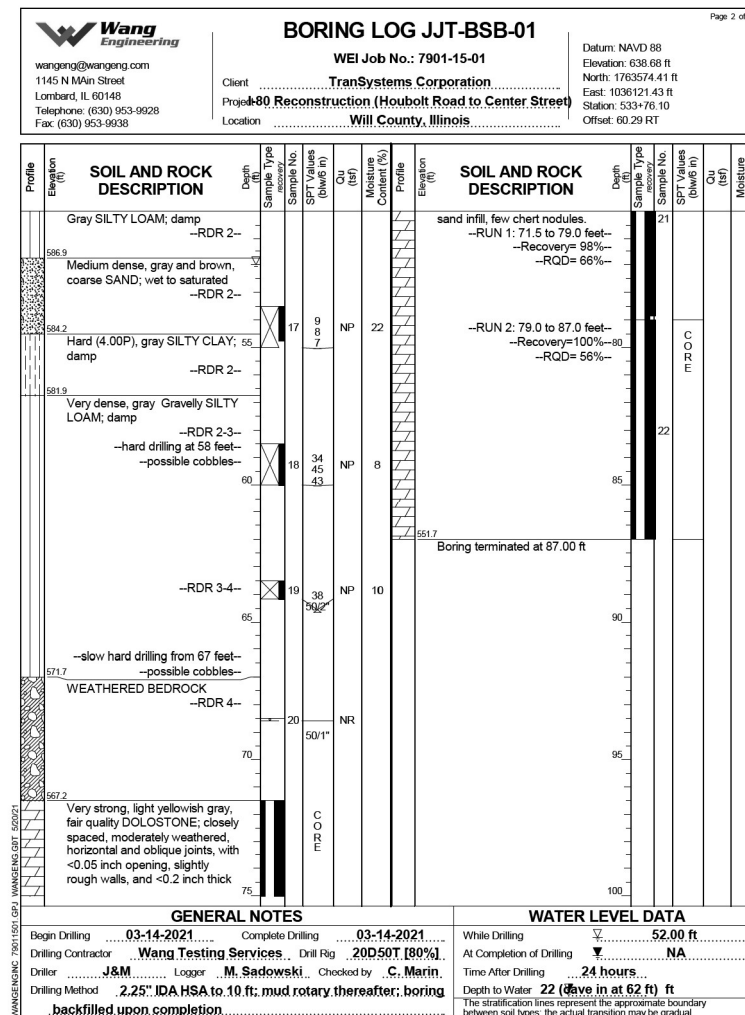 Page 2 of
Wang
Engineering
wangeng@wangeng.com
1145 N MAin Street
Lombard, IL 60148
Telephone: (630) 953-9928
Fax: (630) 953-9938
BORING LOG JJT-BSB-01
WEI Job No.: 7901-15-01
Client TranSystems Corporation
Project I-80 Reconstruction (Houbolt Road to Center Street)
Location Will County, Illinois
Datum: NAVD 88
Elevation: 638.68 ft
North: 1763574.41 ft
East: 1036121.43 ft
Station: 533+76.10
Offset: 60.29 RT
Profile
Elevation (ft)
SOIL AND ROCK
DESCRIPTION
Depth (ft)
Sample Type
recovery
Sample No.
SPT Values
(blw/6 in)
Qu
(tsf)
Moisture
Content (%)
Gray SILTY LOAM; damp
--RDR 2--
586.9
Medium dense, gray and brown,
coarse SAND; wet to saturated
--RDR 2--
17 9 8 7 NP 22
584.2
Hard (4.00P), gray SILTY CLAY; 55
damp
--RDR 2--
581.9
Very dense, gray Gravelly SILTY
LOAM; damp
--RDR 2-3--
--hard drilling at 58 feet--
--possible cobbles--
18 34 45 43 NP 8
60
--RDR 3-4--
19 38 50/2" NP 10
65
--slow hard drilling from 67 feet--
571.7 --possible cobbles--
WEATHERED BEDROCK
--RDR 4--
20 50/1" NR
70
567.2
Very strong, light yellowish gray,
fair quality DOLOSTONE; closely
spaced, moderately weathered,
horizontal and oblique joints, with
<0.05 inch opening, slightly
rough walls, and <0.2 inch thick
CORE
75
Profile
Elevation (ft)
SOIL AND ROCK
DESCRIPTION
Depth (ft)
Sample Type
recovery
Sample No.
SPT Values
(blw/6 in)
Qu
(tsf)
Moisture
sand infill, few chert nodules.
--RUN 1: 71.5 to 79.0 feet--
--Recovery= 98%--
--RQD= 66%--
21
--RUN 2: 79.0 to 87.0 feet--
--Recovery=100%--80
--RQD= 56%--
CORE
22
85
551.7
Boring terminated at 87.00 ft
90
95
100
WANGENGINC 79011501.GPJ WANGENG.GDT 5/20/21
GENERAL NOTES
Begin Drilling 03-14-2021 Complete Drilling 03-14-2021
Drilling Contractor Wang Testing Services Drill Rig 20D50T [80%]
Driller J&M Logger M. Sadowski Checked by C. Marin
Drilling Method 2.25" IDA HSA to 10 ft; mud rotary thereafter; boring
backfilled upon completion
WATER LEVEL DATA
While Drilling 52.00 ft
At Completion of Drilling NA
Time After Drilling 24 hours
Depth to Water 22 (cave in at 62 ft) ft
The stratification lines represent the approximate boundary
between soil types; the actual transition may be gradual.